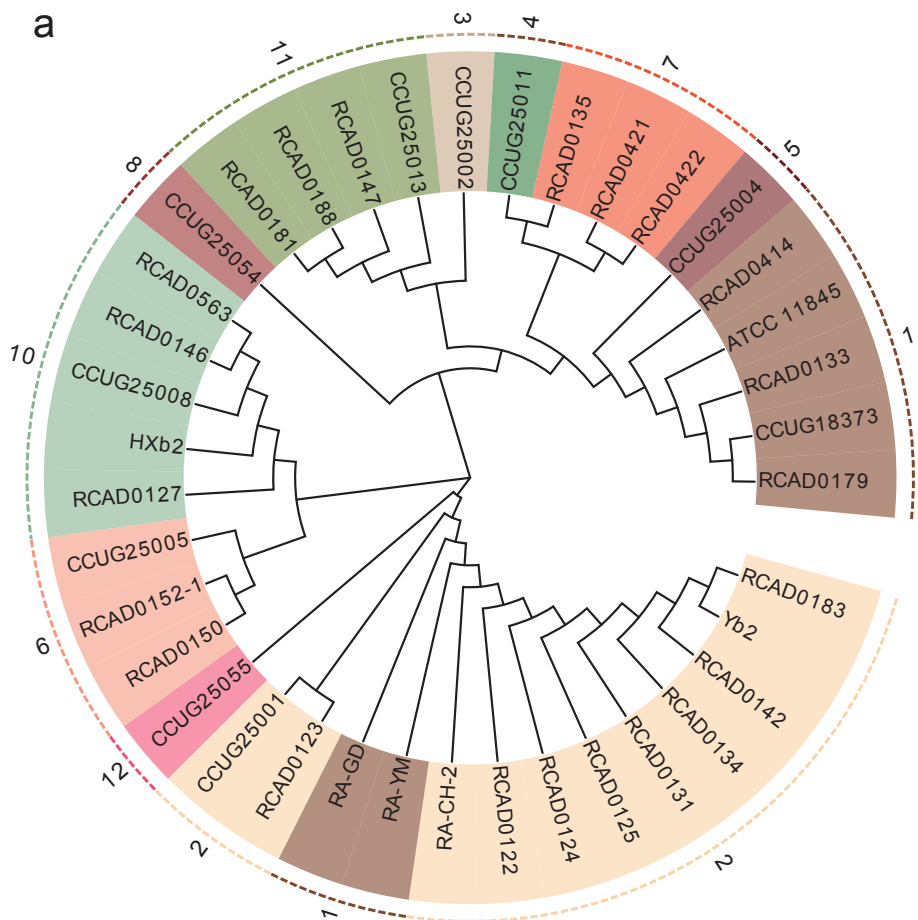 a
3
4
7
5
1
2
1
2
12
6
10
8
11
CCUG25002
CCUG25011
RCAD0135
RCAD0421
RCAD0422
CCUG25004
RCAD0414
ATCC 11845
RCAD0133
CCUG18373
RCAD0179
RCAD0183
Yb2
RCAD0142
RCAD0134
RCAD0131
RCAD0125
RCAD0124
RCAD0122
RA-CH-2
RA-YM
RA-GD
RCAD0123
CCUG25001
CCUG25055
RCAD0150
RCAD0152-1
CCUG25005
RCAD0127
HXb2
CCUG25008
RCAD0146
RCAD0563
CCUG25054
RCAD0181
RCAD0188
RCAD0147
CCUG25013